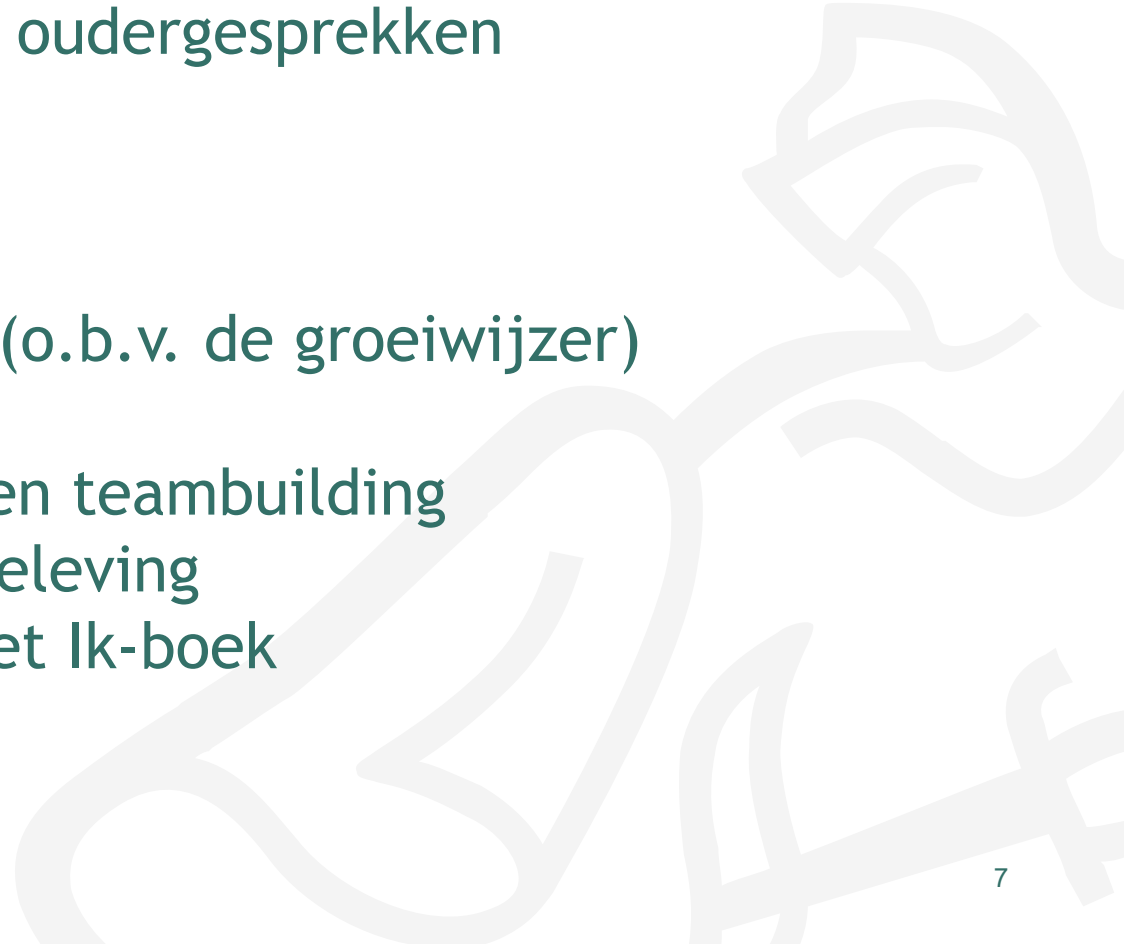 oudergesprekken
(o.b.v. de groeiwijzer)
en teambuilding
eleving
et Ik-boek
7